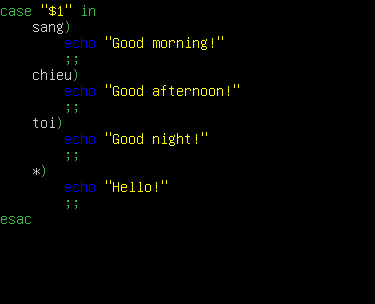 case "$1" in
    sang)
        echo "Good morning!"
        ;;
    chieu)
        echo "Good afternoon!"
        ;;
    toi)
        echo "Good night!"
        ;;
    *)
        echo "Hello!"
        ;;
esac